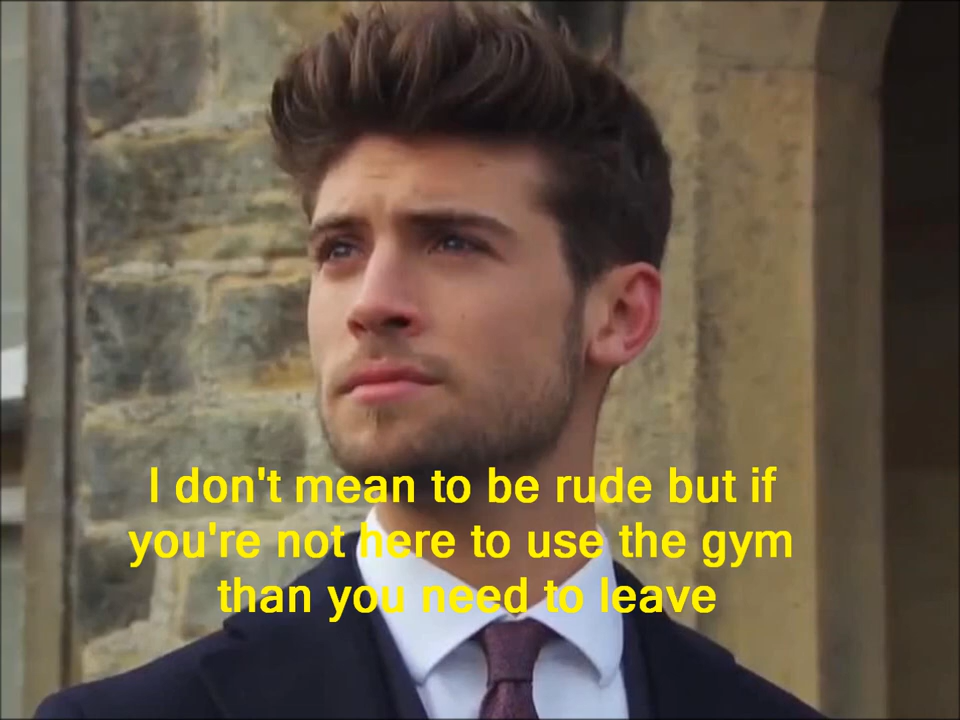 I don't mean to be rude but if
you're not here to use the gym
than you need to leave